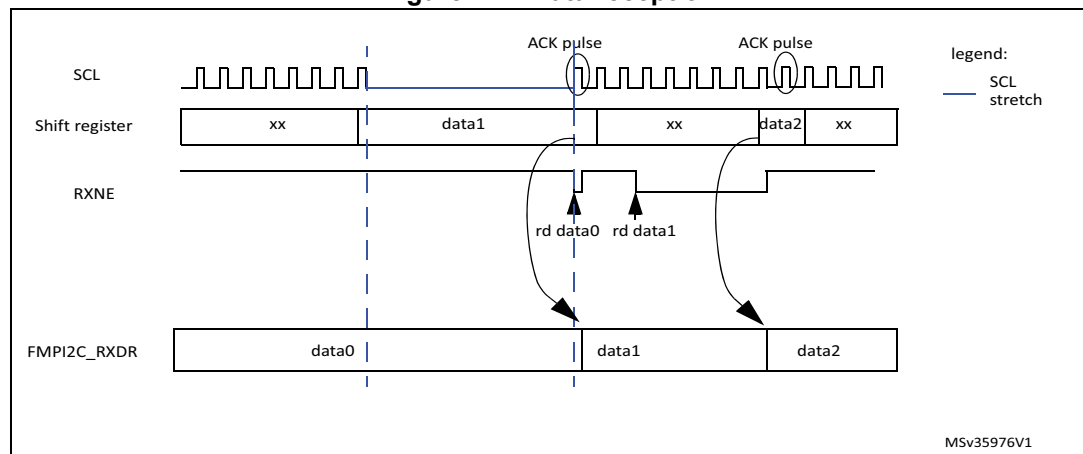 ACK pulse
ACK pulse
legend:
SCL
SCL
stretch
Shift register
xx
data1
xx
data2
xx
RXNE
rd data0
rd data1
FMPI2C_RXDR
data0
data1
data2
MSv35976V1